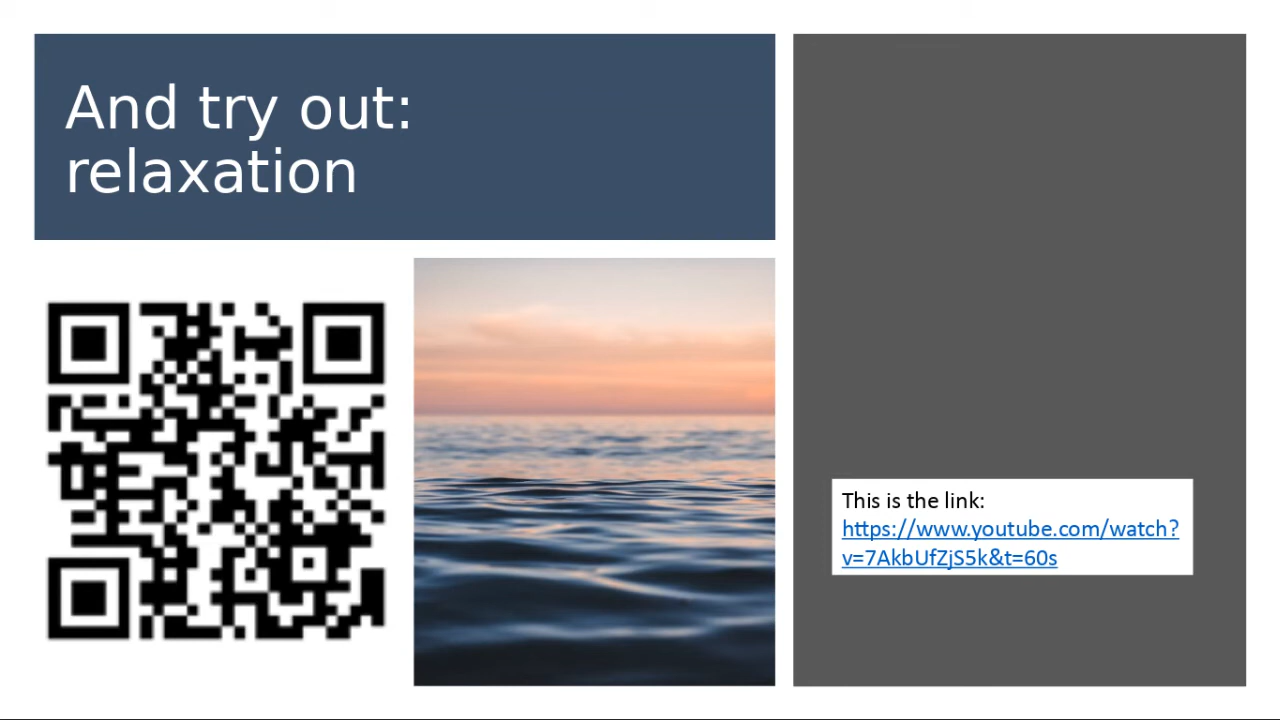 And try out:
relaxation
This is the link:
https://www.youtube.com/watch?
v=7AkbUfZjS5k&t=60s